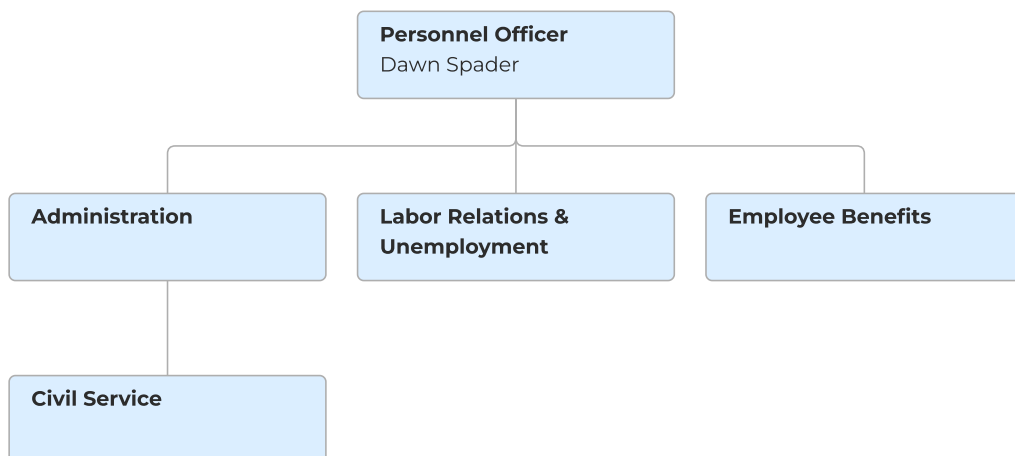 Personnel Officer
Dawn Spader
Administration
Labor Relations &
Unemployment
Employee Benefits
Civil Service